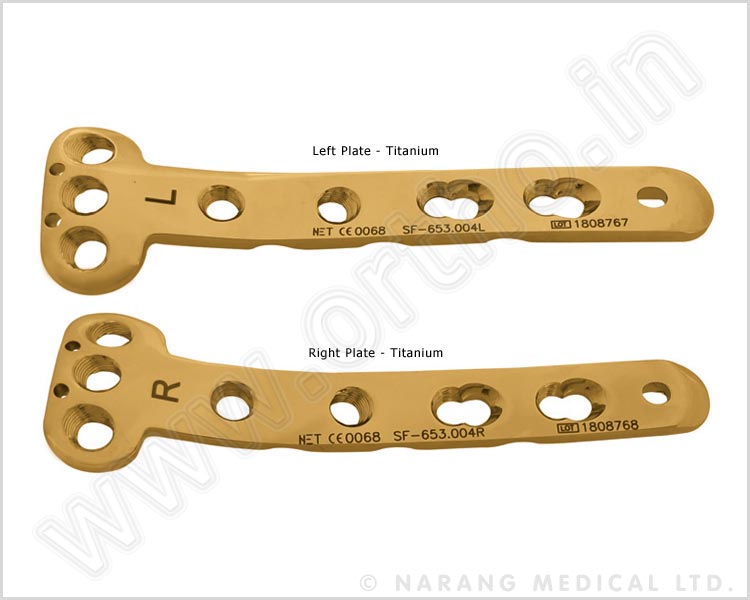 Left Plate - Titanium
L
NET CE 0068 SF-653.004L LOT 1808767
Right Plate - Titanium
R
NET CE 0068 SF-653.004R LOT 1808768
www.ortho.in
© NARANG MEDICAL LTD.